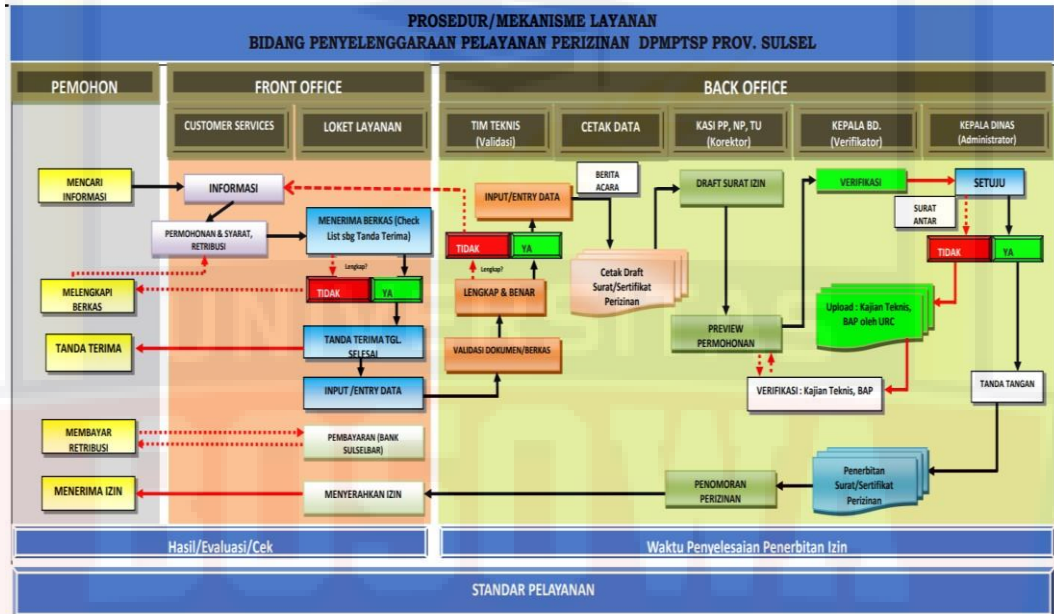 PROSEDUR/MEKANISME LAYANAN
BIDANG PENYELENGGARAAN PELAYANAN PERIZINAN DPMPTSP PROV. SULSEL
PEMOHON
FRONT OFFICE
BACK OFFICE
CUSTOMER SERVICES
LOKET LAYANAN
TIM TEKNIS
(Validasi)
CETAK DATA
KASI PP, NP, TU
(Korektor)
KEPALA BD.
(Verifikator)
KEPALA DINAS
(Administrator)
MENCARI
INFORMASI
INFORMASI
PERMOHONAN & SYARAT,
RETRIBUSI
MENERIMA BERKAS (Check
List sbg Tanda Terima)
Lengkap?
TIDAK
YA
MELENGKAPI
BERKAS
TANDA TERIMA
TANDA TERIMA TGL.
SELESAI
INPUT /ENTRY DATA
MEMBAYAR
RETRIBUSI
PEMBAYARAN (BANK
SULSELBAR)
MENERIMA IZIN
MENYERAHKAN IZIN
INPUT/ENTRY DATA
TIDAK
YA
Lengkap?
LENGKAP & BENAR
VALIDASI DOKUMEN/BERKAS
BERITA
ACARA
Cetak Draft
Surat/Sertifikat
Perizinan
DRAFT SURAT IZIN
PREVIEW
PERMOHONAN
VERIFIKASI : Kajian Teknis, BAP
PENOMORAN
PERIZINAN
VERIFIKASI
SURAT
ANTAR
SETUJU
TIDAK
YA
Upload : Kajian Teknis,
BAP oleh URC
TANDA TANGAN
Penerbitan
Surat/Sertifikat
Perizinan
Hasil/Evaluasi/Cek
Waktu Penyelesaian Penerbitan Izin
STANDAR PELAYANAN